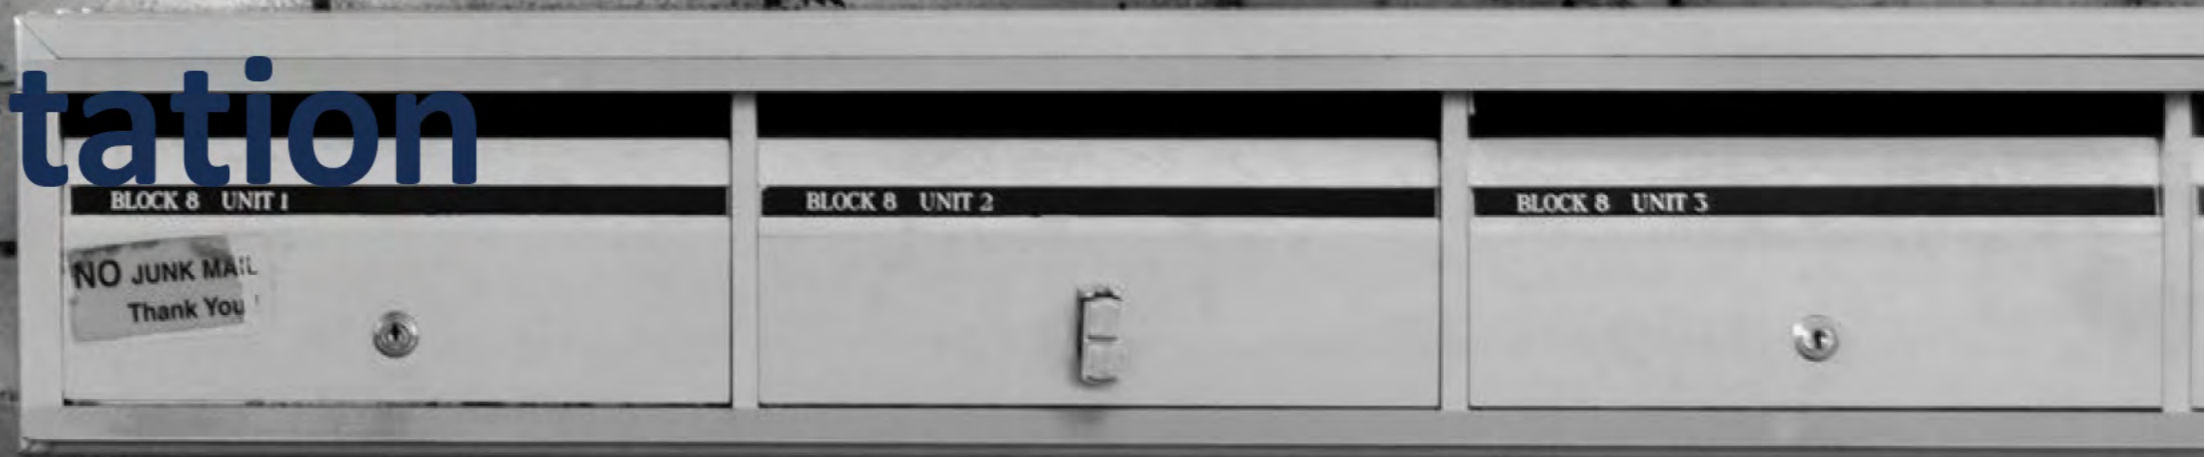 tation
BLOCK 8 UNIT 1
BLOCK 8 UNIT 2
BLOCK 8 UNIT 3
NO JUNK MAIL
Thank You